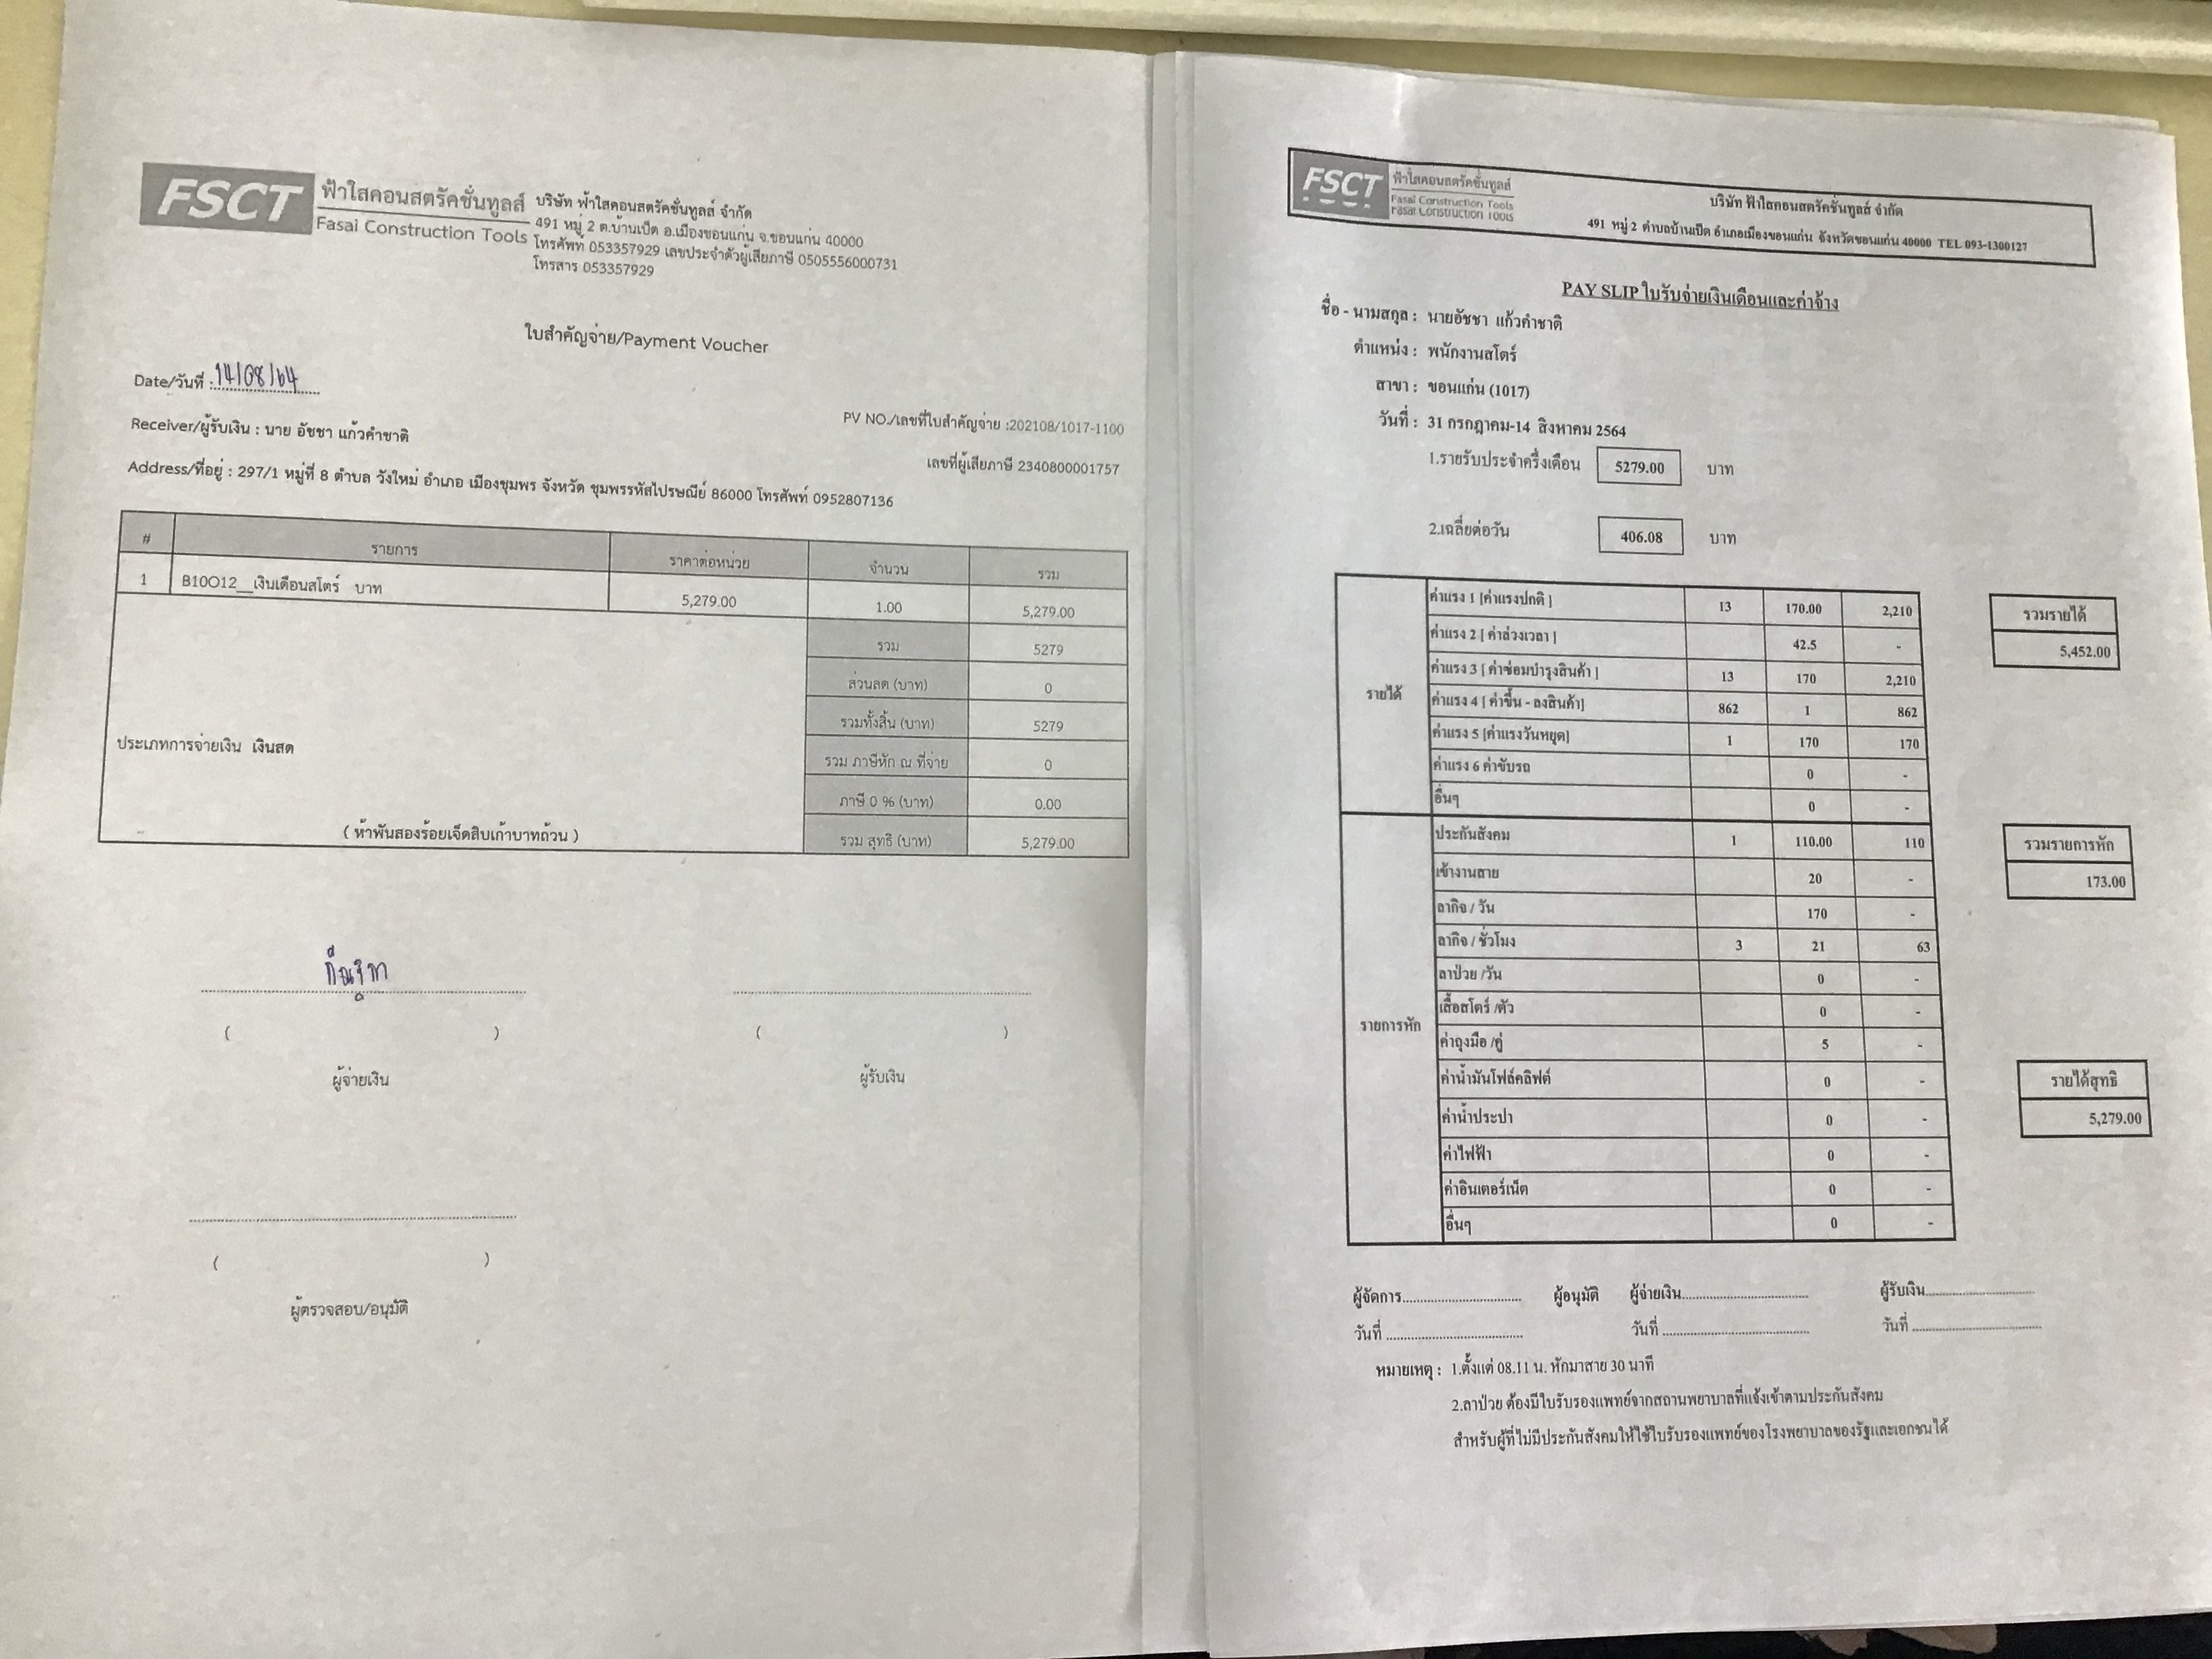 FSCT
ฟ้าใสคอนสตรัคชั่นทูลส์
Fasai Construction Tools
บริษัท ฟ้าใสคอนสตรัคชั่นทูลส์ จำกัด
491 หมู่ 2 ต.บ้านเป็ด อ.เมืองขอนแก่น จ.ขอนแก่น 40000
โทรศัพท์ 053357929 เลขประจำตัวผู้เสียภาษี 0505556000731
โทรสาร 053357929
ใบสำคัญจ่าย/Payment Voucher
Date/วันที่ : 14/08/64
PV NO./เลขที่ใบสำคัญจ่าย :202108/1017-1100
Receiver/ผู้รับเงิน : นาย อัชชา แก้วคำชาติ
เลขที่ผู้เสียภาษี 2340800001757
Address/ที่อยู่ : 297/1 หมู่ที่ 8 ตำบล วังใหม่ อำเภอ เมืองชุมพร จังหวัด ชุมพรรหัสไปรษณีย์ 86000 โทรศัพท์ 0952807136
# รายการ ราคาต่อหน่วย จำนวน รวม
1 B10O12__เงินเดือนสโตร์ บาท 5,279.00 1.00 5,279.00
รวม 5279
ส่วนลด (บาท) 0
รวมทั้งสิ้น (บาท) 5279
ประเภทการจ่ายเงิน เงินสด
รวม ภาษีหัก ณ ที่จ่าย 0
ภาษี 0 % (บาท) 0.00
( ห้าพันสองร้อยเจ็ดสิบเก้าบาทถ้วน )
รวม สุทธิ (บาท) 5,279.00
( ) ( )
ผู้จ่ายเงิน ผู้รับเงิน
( )
ผู้ตรวจสอบ/อนุมัติ
FSCT
ฟ้าใสคอนสตรัคชั่นทูลส์
Fasai Construction Tools
Fasai Construction Tools
บริษัท ฟ้าใสคอนสตรัคชั่นทูลส์ จำกัด
491 หมู่ 2 ตำบลบ้านเป็ด อำเภอเมืองขอนแก่น จังหวัดขอนแก่น 40000 TEL 093-1300127
PAY SLIP ใบรับจ่ายเงินเดือนและค่าจ้าง
ชื่อ - นามสกุล : นายอัชชา แก้วคำชาติ
ตำแหน่ง : พนักงานสโตร์
สาขา : ขอนแก่น (1017)
วันที่ : 31 กรกฎาคม-14 สิงหาคม 2564
1.รายรับประจำครึ่งเดือน 5279.00 บาท
2.เฉลี่ยต่อวัน 406.08 บาท
รายได้
ค่าแรง 1 [ค่าแรงปกติ ] 13 170.00 2,210
ค่าแรง 2 [ ค่าล่วงเวลา ] 42.5 -
ค่าแรง 3 [ ค่าซ่อมบำรุงสินค้า ] 13 170 2,210
ค่าแรง 4 [ ค่าขึ้น - ลงสินค้า] 862 1 862
ค่าแรง 5 [ค่าแรงวันหยุด] 1 170 170
ค่าแรง 6 ค่าขับรถ 0 -
อื่นๆ 0 -
รวมรายได้
5,452.00
รายการหัก
ประกันสังคม 1 110.00 110
เข้างานสาย 20 -
ลากิจ / วัน 170 -
ลากิจ / ชั่วโมง 3 21 63
ลาป่วย /วัน 0 -
เสื้อสโตร์ /ตัว 0 -
ค่าถุงมือ /คู่ 5 -
ค่าน้ำมันโฟล์คลิฟต์ 0 -
ค่าน้ำประปา 0 -
ค่าไฟฟ้า 0 -
ค่าอินเตอร์เน็ต 0 -
อื่นๆ 0 -
รวมรายการหัก
173.00
รายได้สุทธิ
5,279.00
ผู้จัดการ.............................. ผู้อนุมัติ ผู้จ่ายเงิน.............................. ผู้รับเงิน..............................
วันที่ .............................. วันที่ .............................. วันที่ ..............................
หมายเหตุ : 1.ตั้งแต่ 08.11 น. หักมาสาย 30 นาที
2.ลาป่วย ต้องมีใบรับรองแพทย์จากสถานพยาบาลที่แจ้งเข้าตามประกันสังคม
สำหรับผู้ที่ไม่มีประกันสังคมให้ใช้ใบรับรองแพทย์ของโรงพยาบาลของรัฐและเอกชนได้